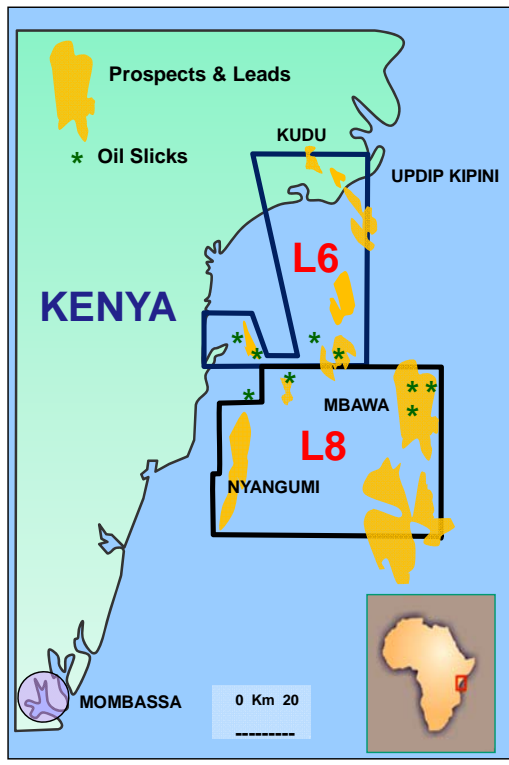 Prospects & Leads
* Oil Slicks
KUDU
UPDIP KIPINI
L6
KENYA
MBAWA
L8
NYANGUMI
MOMBASSA
0 Km 20